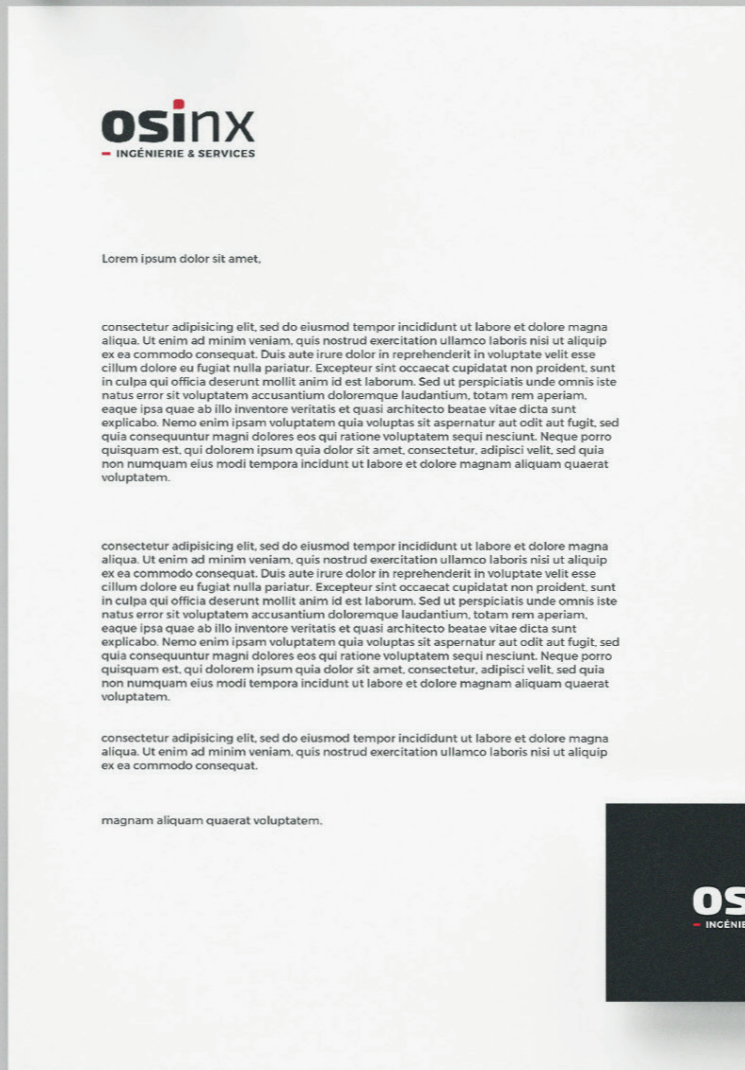 osinx
INGÉNIERIE & SERVICES
Lorem ipsum dolor sit amet,
consectetur adipisicing elit, sed do eiusmod tempor incididunt ut labore et dolore magna
aliqua. Ut enim ad minim veniam, quis nostrud exercitation ullamco laboris nisi ut aliquip
ex ea commodo consequat. Duis aute irure dolor in reprehenderit in voluptate velit esse
cillum dolore eu fugiat nulla pariatur. Excepteur sint occaecat cupidatat non proident, sunt
in culpa qui officia deserunt mollit anim id est laborum. Sed ut perspiciatis unde omnis iste
natus error sit voluptatem accusantium doloremque laudantium, totam rem aperiam,
eaque ipsa quae ab illo inventore veritatis et quasi architecto beatae vitae dicta sunt
explicabo. Nemo enim ipsam voluptatem quia voluptas sit aspernatur aut odit aut fugit, sed
quia consequuntur magni dolores eos qui ratione voluptatem sequi nesciunt. Neque porro
quisquam est, qui dolorem ipsum quia dolor sit amet, consectetur, adipisci velit, sed quia
non numquam eius modi tempora incidunt ut labore et dolore magnam aliquam quaerat
voluptatem.
consectetur adipisicing elit, sed do eiusmod tempor incididunt ut labore et dolore magna
aliqua. Ut enim ad minim veniam, quis nostrud exercitation ullamco laboris nisi ut aliquip
ex ea commodo consequat. Duis aute irure dolor in reprehenderit in voluptate velit esse
cillum dolore eu fugiat nulla pariatur. Excepteur sint occaecat cupidatat non proident, sunt
in culpa qui officia deserunt mollit anim id est laborum. Sed ut perspiciatis unde omnis iste
natus error sit voluptatem accusantium doloremque laudantium, totam rem aperiam,
eaque ipsa quae ab illo inventore veritatis et quasi architecto beatae vitae dicta sunt
explicabo. Nemo enim ipsam voluptatem quia voluptas sit aspernatur aut odit aut fugit, sed
quia consequuntur magni dolores eos qui ratione voluptatem sequi nesciunt. Neque porro
quisquam est, qui dolorem ipsum quia dolor sit amet, consectetur, adipisci velit, sed quia
non numquam eius modi tempora incidunt ut labore et dolore magnam aliquam quaerat
voluptatem.
consectetur adipisicing elit, sed do eiusmod tempor incididunt ut labore et dolore magna
aliqua. Ut enim ad minim veniam, quis nostrud exercitation ullamco laboris nisi ut aliquip
ex ea commodo consequat.
magnam aliquam quaerat voluptatem.
os
INGÉNIE